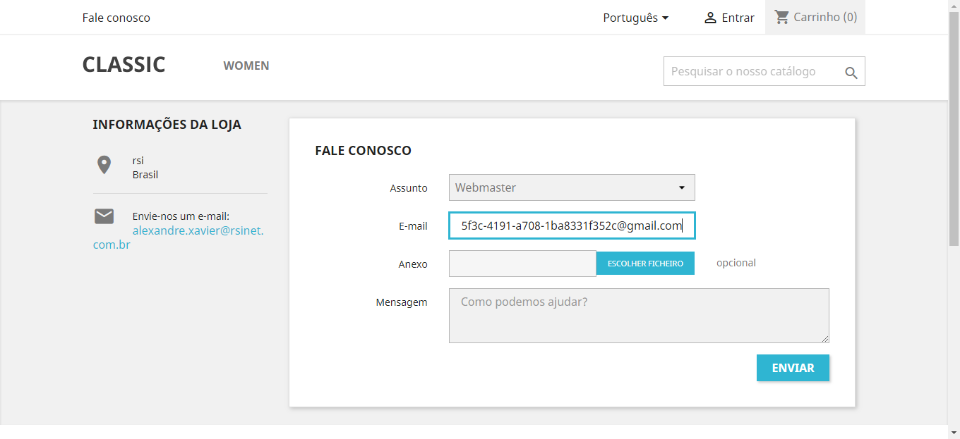 Fale conosco
Português
Entrar
Carrinho (0)
CLASSIC
WOMEN
Pesquisar o nosso catálogo
INFORMAÇÕES DA LOJA
rsi
Brasil
Envie-nos um e-mail:
alexandre.xavier@rsinet.
com.br
FALE CONOSCO
Assunto
Webmaster
E-mail
5f3c-4191-a708-1ba8331f352c@gmail.com
Anexo
ESCOLHER FICHEIRO
opcional
Mensagem
Como podemos ajudar?
ENVIAR